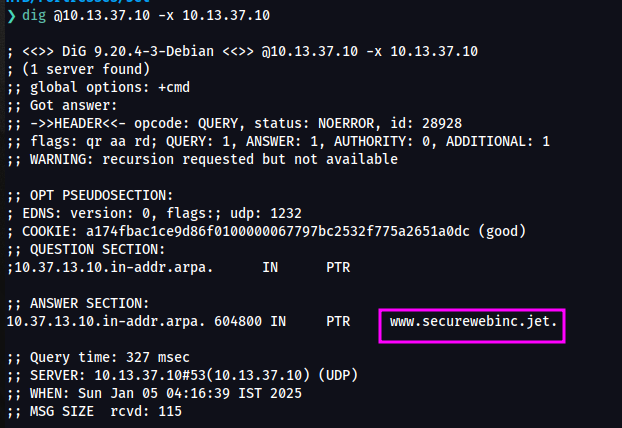 ❯ dig @10.13.37.10 -x 10.13.37.10
; <<>> DiG 9.20.4-3-Debian <<>> @10.13.37.10 -x 10.13.37.10
; (1 server found)
;; global options: +cmd
;; Got answer:
;; ->>HEADER<<- opcode: QUERY, status: NOERROR, id: 28928
;; flags: qr aa rd; QUERY: 1, ANSWER: 1, AUTHORITY: 0, ADDITIONAL: 1
;; WARNING: recursion requested but not available
;; OPT PSEUDOSECTION:
; EDNS: version: 0, flags:; udp: 1232
; COOKIE: a174fbac1ce9d86f0100000067797bc2532f775a2651a0dc (good)
;; QUESTION SECTION:
;10.37.13.10.in-addr.arpa. IN PTR
;; ANSWER SECTION:
10.37.13.10.in-addr.arpa. 604800 IN PTR www.securewebinc.jet.
;; Query time: 327 msec
;; SERVER: 10.13.37.10#53(10.13.37.10) (UDP)
;; WHEN: Sun Jan 05 04:16:39 IST 2025
;; MSG SIZE rcvd: 115